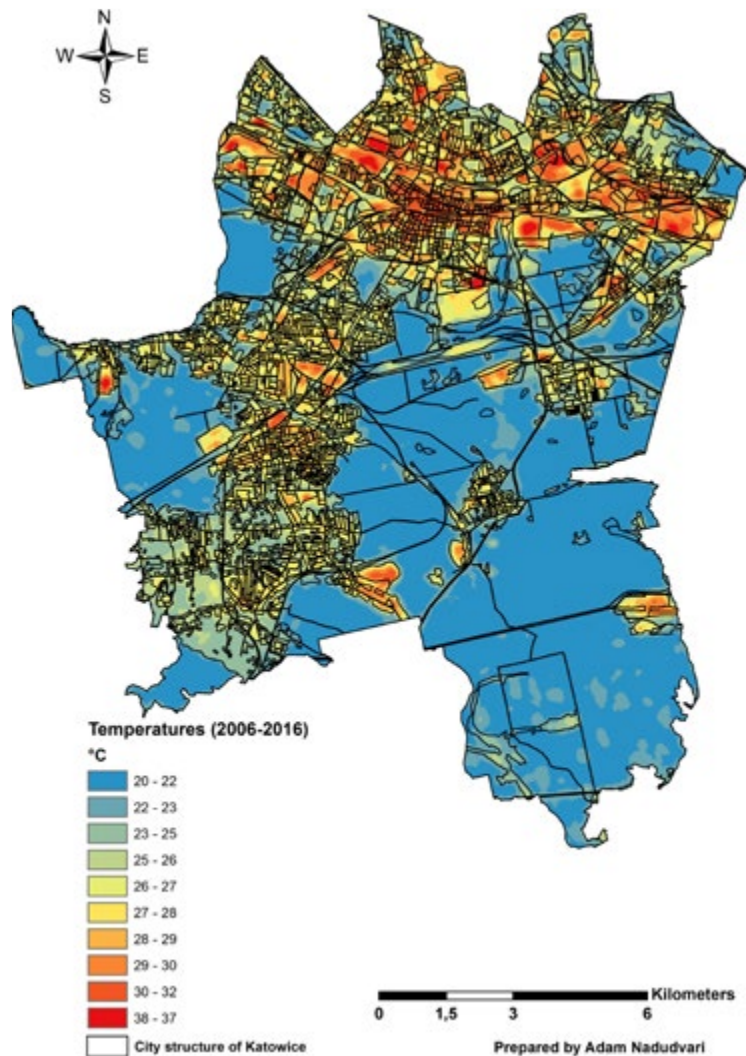 N
W E
S
Temperatures (2006-2016)
°C
20 - 22
22 - 23
23 - 25
25 - 26
26 - 27
27 - 28
28 - 29
29 - 30
30 - 32
38 - 37
City structure of Katowice
Kilometers
0 1,5 3 6
Prepared by Adam Nadudvari